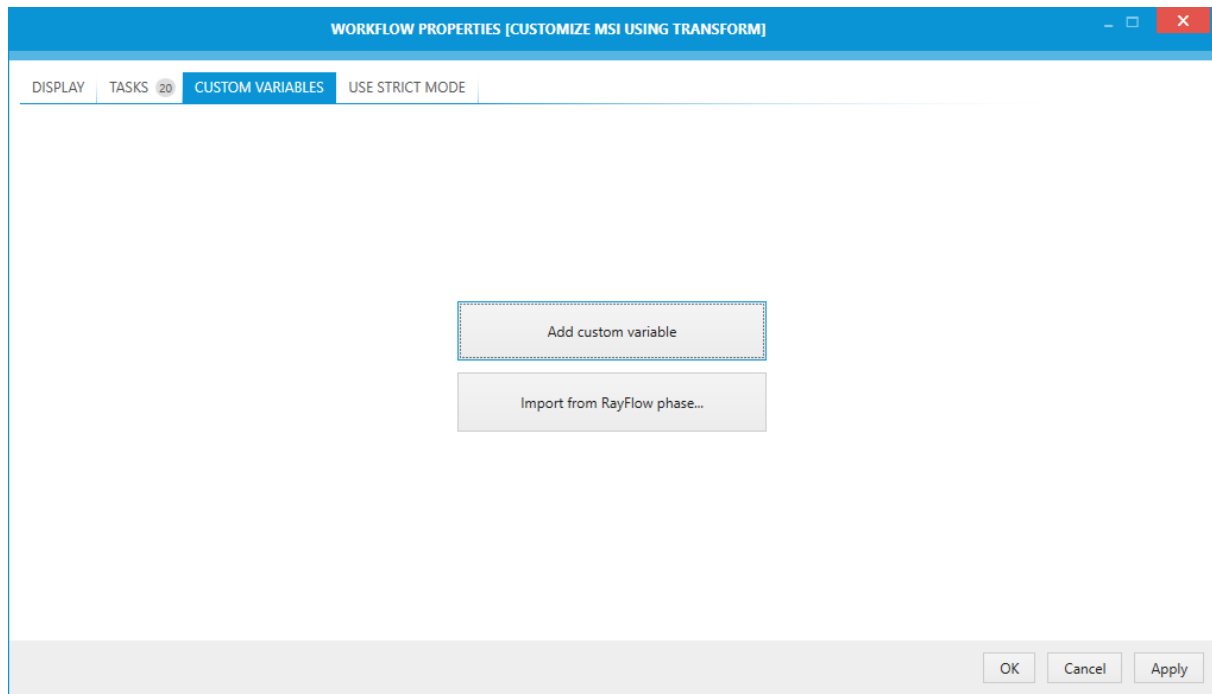 WORKFLOW PROPERTIES [CUSTOMIZE MSI USING TRANSFORM]
DISPLAY TASKS 20 CUSTOM VARIABLES USE STRICT MODE
Add custom variable
Import from RayFlow phase...
OK Cancel Apply